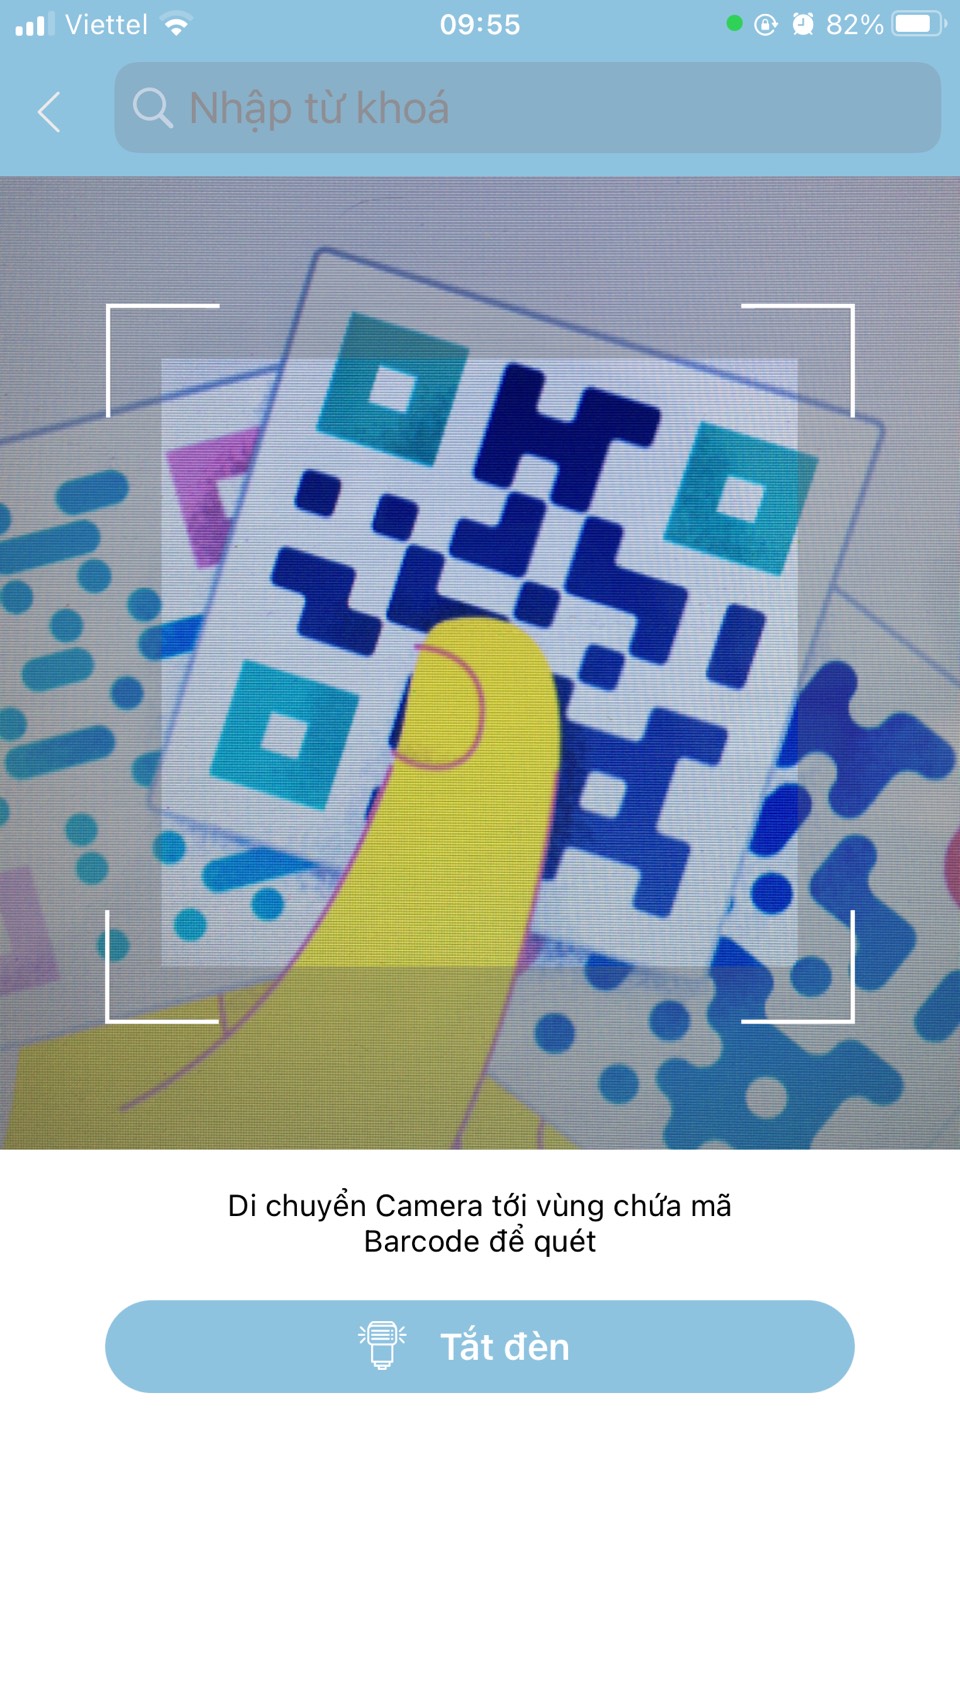 Viettel 09:55 82%
Nhập từ khoá
Di chuyển Camera tới vùng chứa mã
Barcode để quét
Tắt đèn